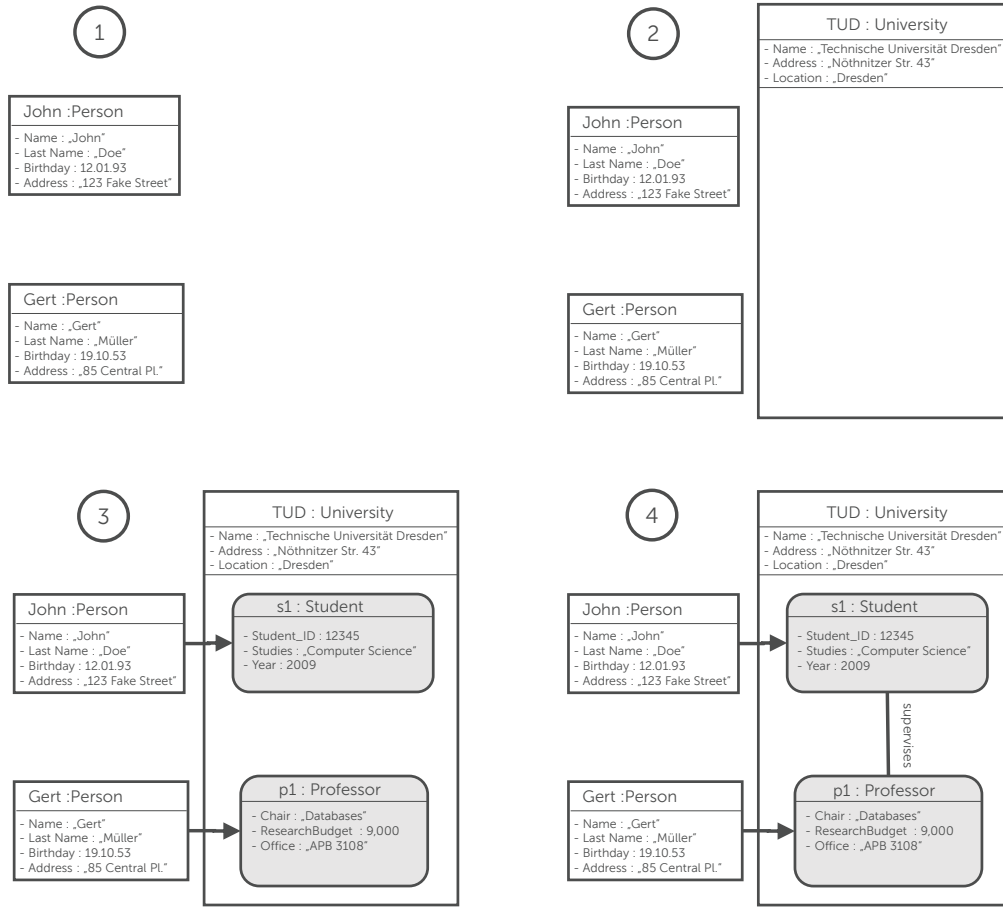 1
John :Person
- Name : „John"
- Last Name : „Doe"
- Birthday : 12.01.93
- Address : „123 Fake Street"
Gert :Person
- Name : „Gert"
- Last Name : „Müller"
- Birthday : 19.10.53
- Address : „85 Central Pl."
2
TUD : University
- Name : „Technische Universität Dresden"
- Address : „Nöthnitzer Str. 43"
- Location : „Dresden"
John :Person
- Name : „John"
- Last Name : „Doe"
- Birthday : 12.01.93
- Address : „123 Fake Street"
Gert :Person
- Name : „Gert"
- Last Name : „Müller"
- Birthday : 19.10.53
- Address : „85 Central Pl."
3
TUD : University
- Name : „Technische Universität Dresden"
- Address : „Nöthnitzer Str. 43"
- Location : „Dresden"
John :Person
- Name : „John"
- Last Name : „Doe"
- Birthday : 12.01.93
- Address : „123 Fake Street"
s1 : Student
- Student_ID : 12345
- Studies : „Computer Science"
- Year : 2009
Gert :Person
- Name : „Gert"
- Last Name : „Müller"
- Birthday : 19.10.53
- Address : „85 Central Pl."
p1 : Professor
- Chair : „Databases"
- ResearchBudget : 9,000
- Office : „APB 3108"
4
TUD : University
- Name : „Technische Universität Dresden"
- Address : „Nöthnitzer Str. 43"
- Location : „Dresden"
John :Person
- Name : „John"
- Last Name : „Doe"
- Birthday : 12.01.93
- Address : „123 Fake Street"
s1 : Student
- Student_ID : 12345
- Studies : „Computer Science"
- Year : 2009
supervises
Gert :Person
- Name : „Gert"
- Last Name : „Müller"
- Birthday : 19.10.53
- Address : „85 Central Pl."
p1 : Professor
- Chair : „Databases"
- ResearchBudget : 9,000
- Office : „APB 3108"